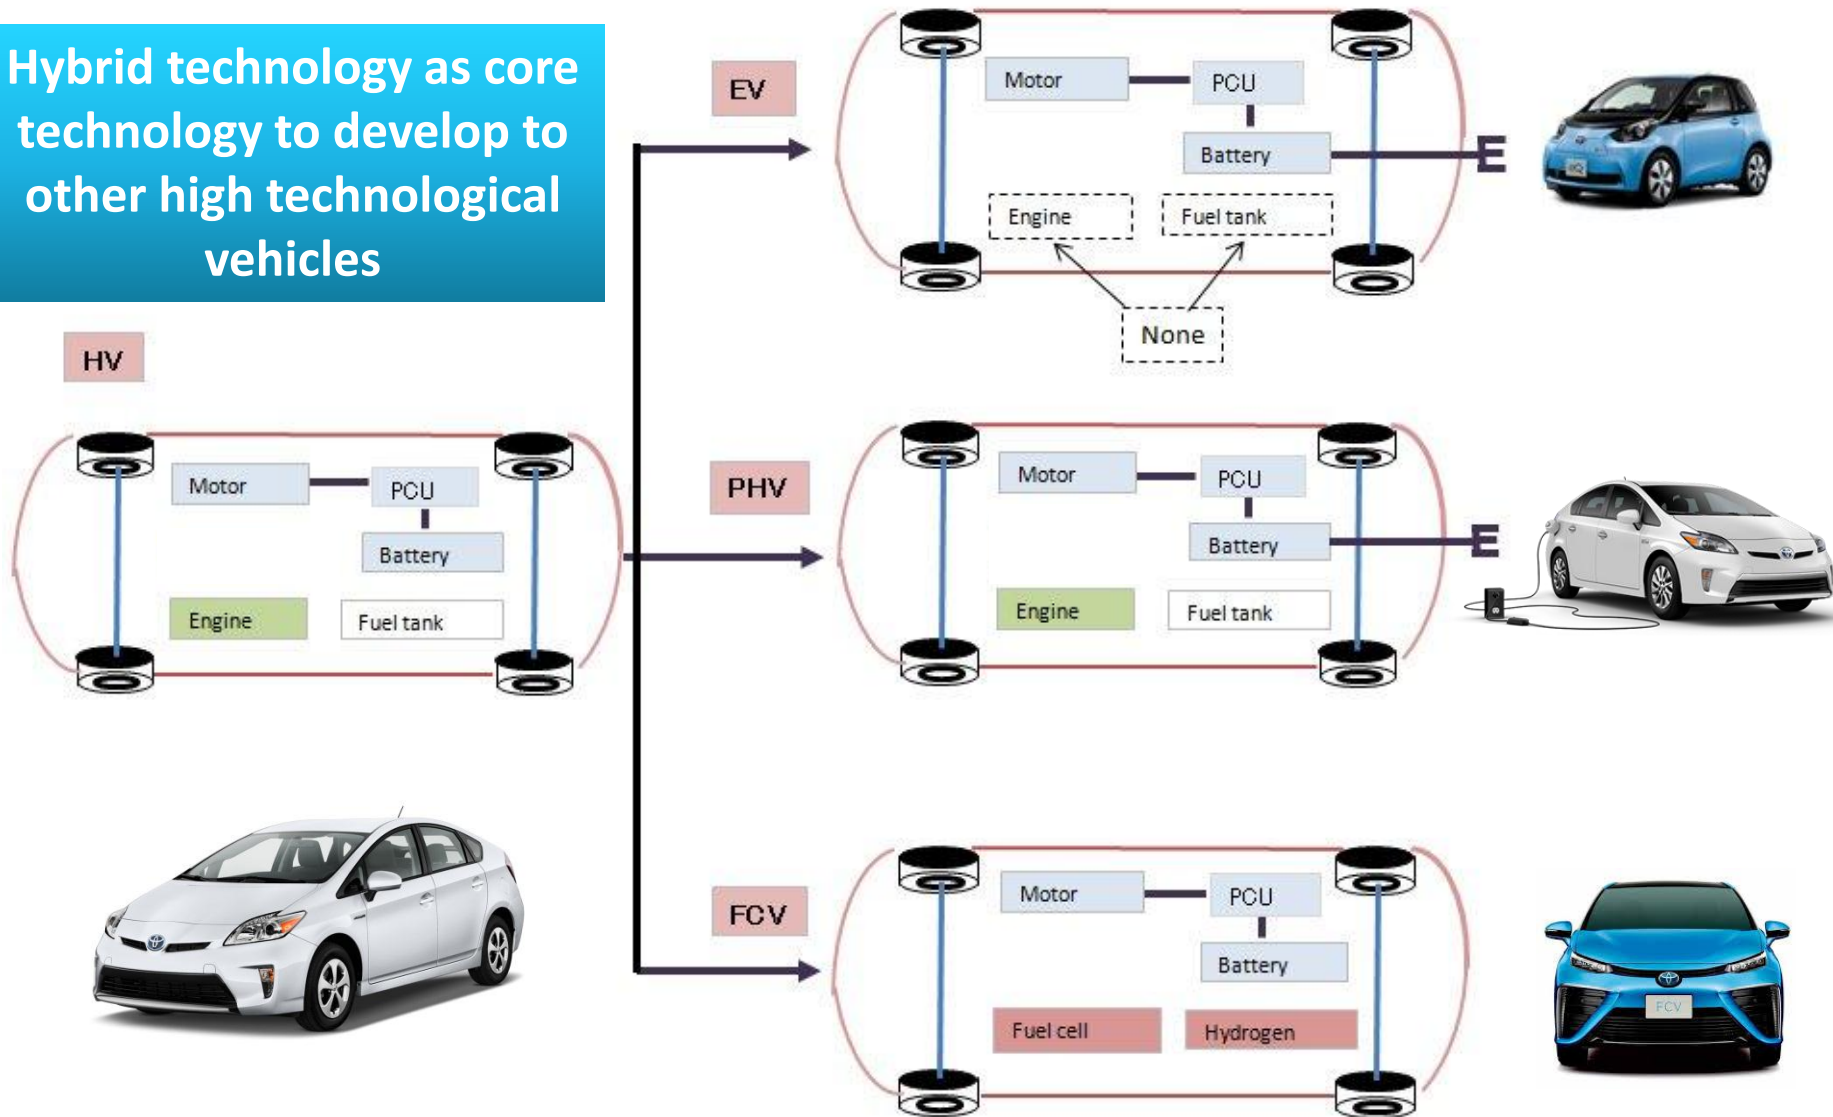 Hybrid technology as core
technology to develop to
other high technological
vehicles
HV
Motor
PCU
Battery
Engine
Fuel tank
EV
Motor
PCU
Battery
Engine
Fuel tank
None
PHV
Motor
PCU
Battery
Engine
Fuel tank
FCV
Motor
PCU
Battery
Fuel cell
Hydrogen
FCV